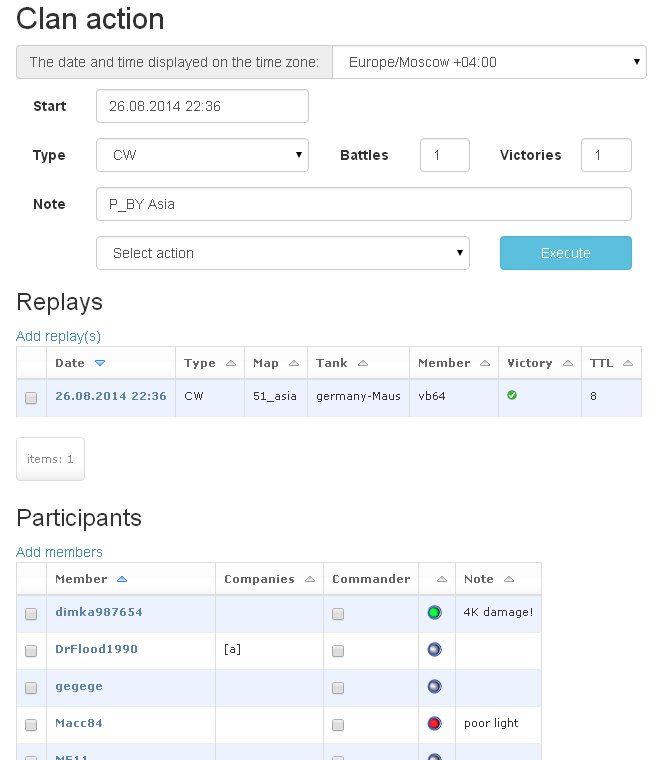 Clan action
The date and time displayed on the time zone: Europe/Moscow +04:00
Start 26.08.2014 22:36
Type CW Battles 1 Victories 1
Note P_BY Asia
Select action Execute
Replays
Add replay(s)
Date Type Map Tank Member Victory TTL
26.08.2014 22:36 CW 51_asia germany-Maus vb64 8
items: 1
Participants
Add members
Member Companies Commander Note
dimka987654 4K damage!
DrFlood1990 [a]
gegege
Macc84 poor light